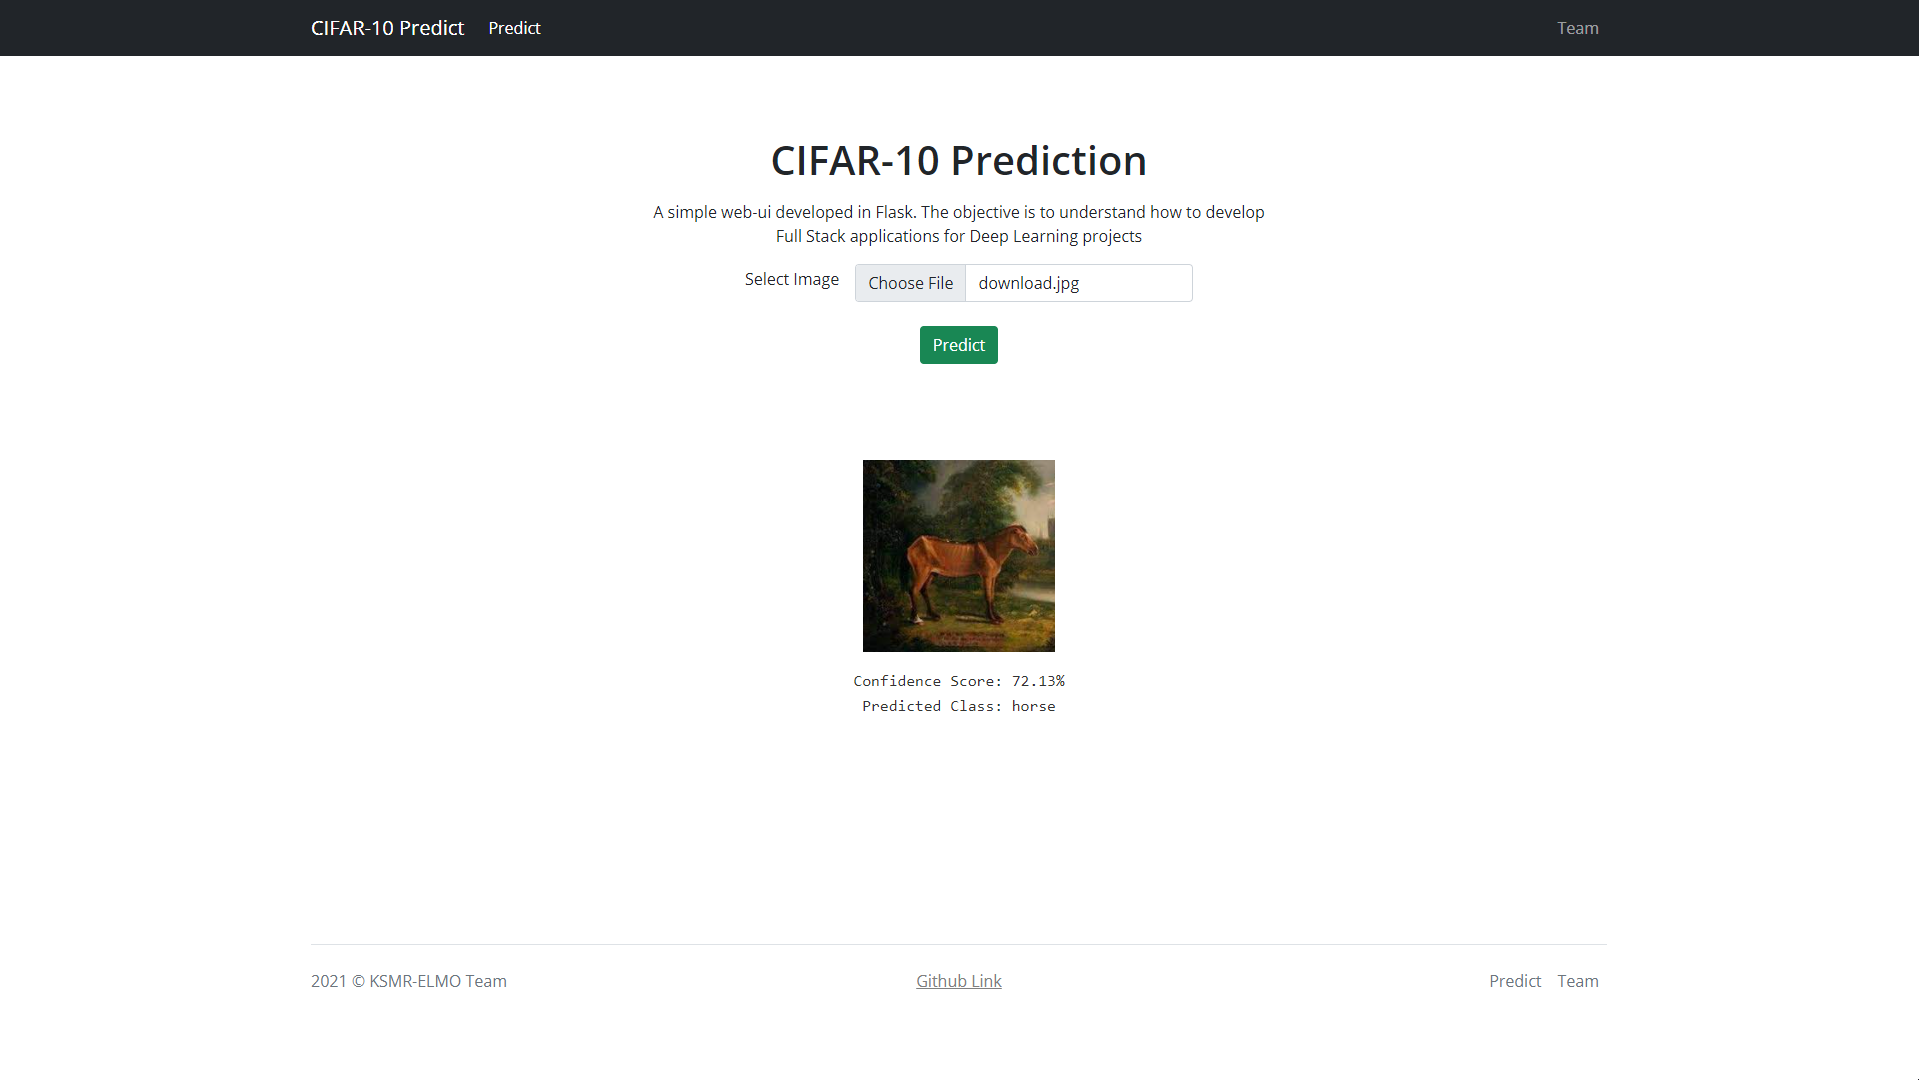 CIFAR-10 Predict Predict Team
CIFAR-10 Prediction
A simple web-ui developed in Flask. The objective is to understand how to develop
Full Stack applications for Deep Learning projects
Select Image Choose File download.jpg
Predict
Confidence Score: 72.13%
Predicted Class: horse
2021 © KSMR-ELMO Team Github Link Predict Team